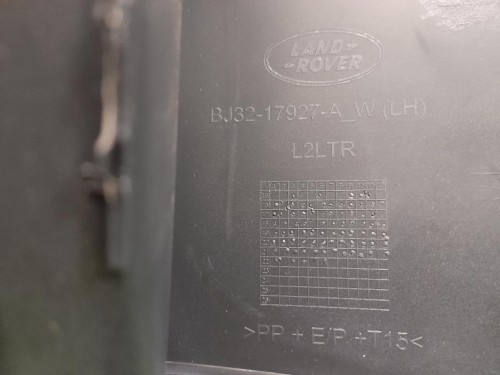 LAND
ROVER
BJ32-17927-A_W (LH)
L2LTR
>PP + E/P +T15<